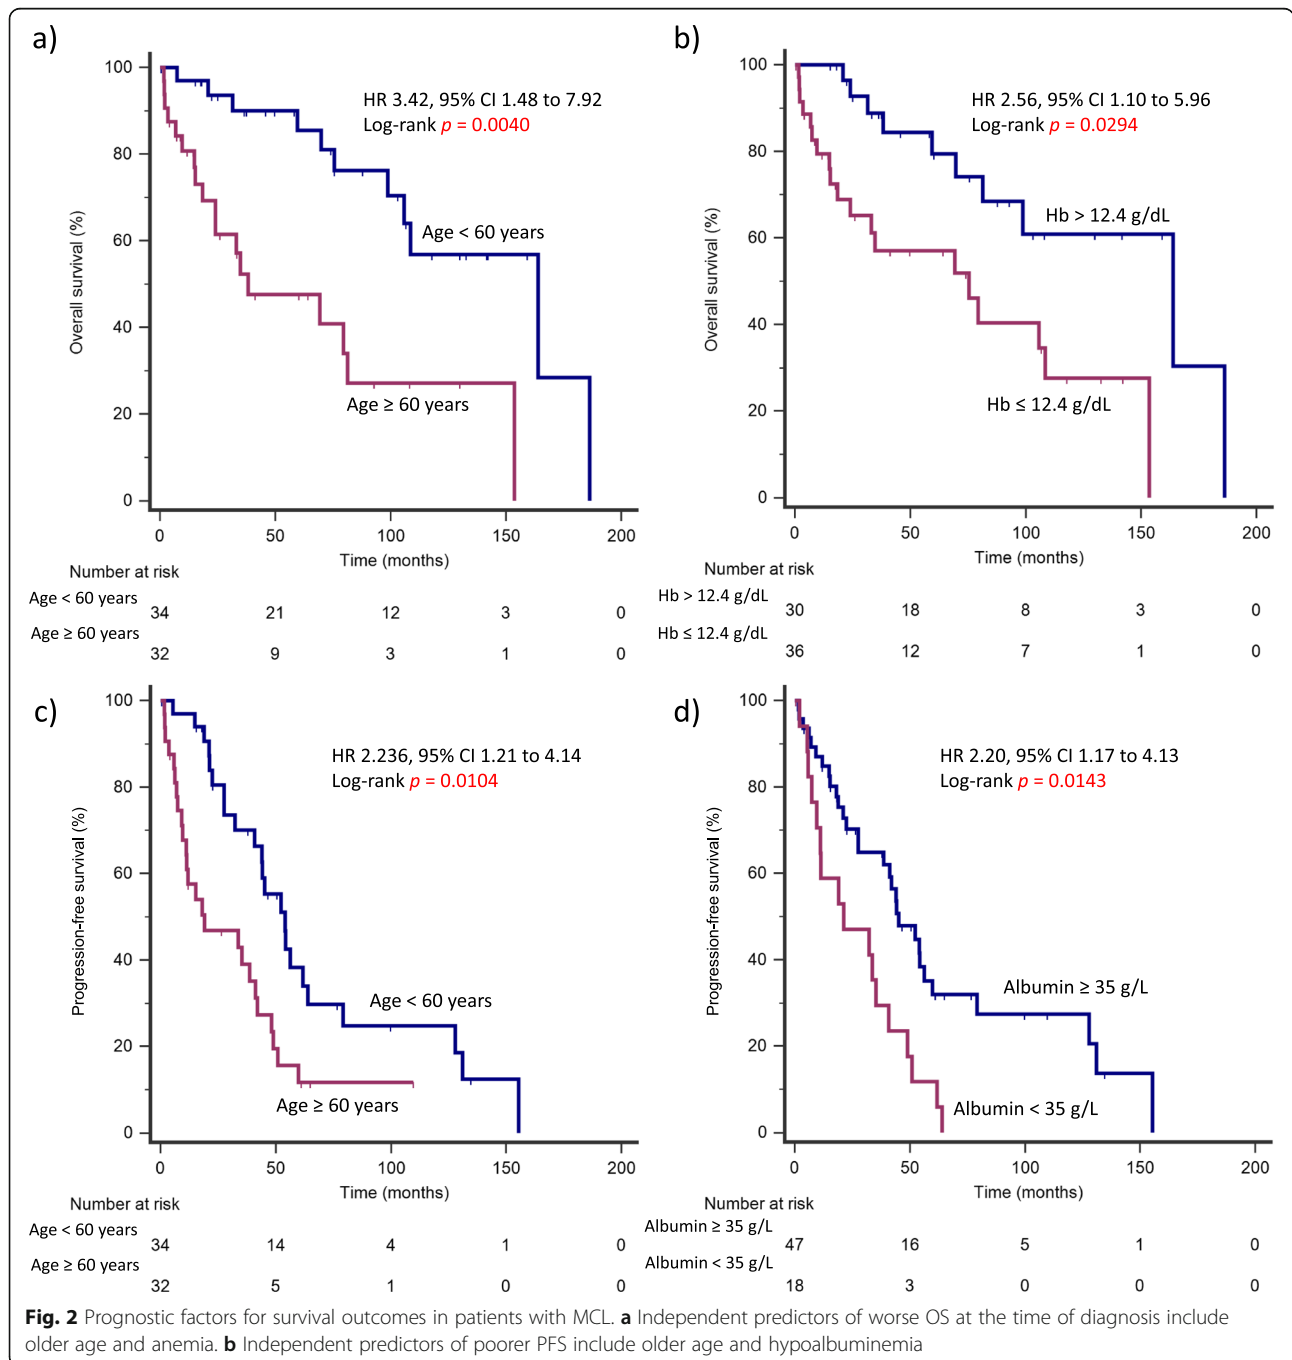 a)
100
80
60
40
20
0
Overall survival (%)
HR 3.42, 95% CI 1.48 to 7.92
Log-rank p = 0.0040
Age < 60 years
Age ≥ 60 years
0 50 100 150 200
Time (months)
Number at risk
Age < 60 years
34 21 12 3 0
Age ≥ 60 years
32 9 3 1 0
b)
100
80
60
40
20
0
Overall survival (%)
HR 2.56, 95% CI 1.10 to 5.96
Log-rank p = 0.0294
Hb > 12.4 g/dL
Hb ≤ 12.4 g/dL
0 50 100 150 200
Time (months)
Number at risk
Hb > 12.4 g/dL
30 18 8 3 0
Hb ≤ 12.4 g/dL
36 12 7 1 0
c)
100
80
60
40
20
0
Progression-free survival (%)
HR 2.236, 95% CI 1.21 to 4.14
Log-rank p = 0.0104
Age < 60 years
Age ≥ 60 years
0 50 100 150 200
Time (months)
Number at risk
Age < 60 years
34 14 4 1 0
Age ≥ 60 years
32 5 1 0 0
d)
100
80
60
40
20
0
Progression-free survival (%)
HR 2.20, 95% CI 1.17 to 4.13
Log-rank p = 0.0143
Albumin ≥ 35 g/L
Albumin < 35 g/L
0 50 100 150 200
Time (months)
Number at risk
Albumin ≥ 35 g/L
47 16 5 1 0
Albumin < 35 g/L
18 3 0 0 0
Fig. 2 Prognostic factors for survival outcomes in patients with MCL. a Independent predictors of worse OS at the time of diagnosis include
older age and anemia. b Independent predictors of poorer PFS include older age and hypoalbuminemia